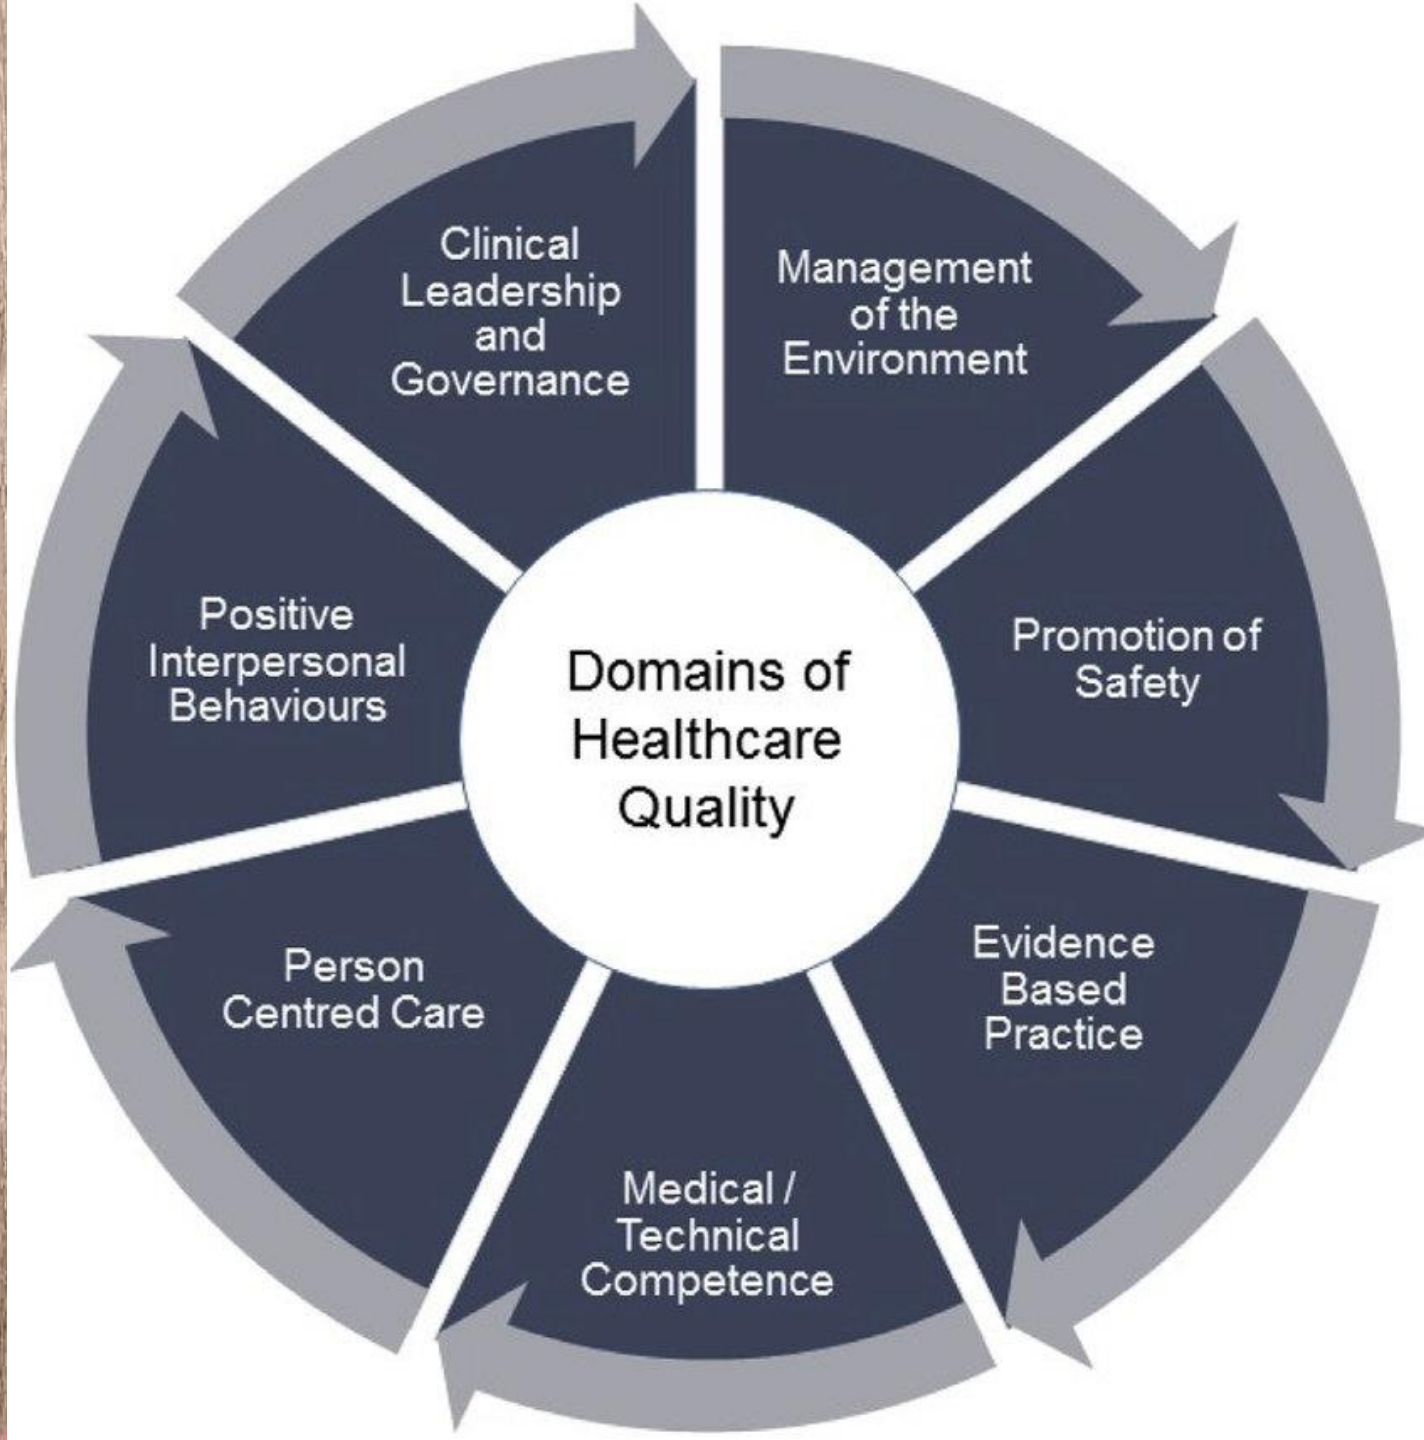 Domains of
Healthcare
Quality
Management
of the
Environment
Promotion of
Safety
Evidence
Based
Practice
Medical /
Technical
Competence
Person
Centred Care
Positive
Interpersonal
Behaviours
Clinical
Leadership
and
Governance